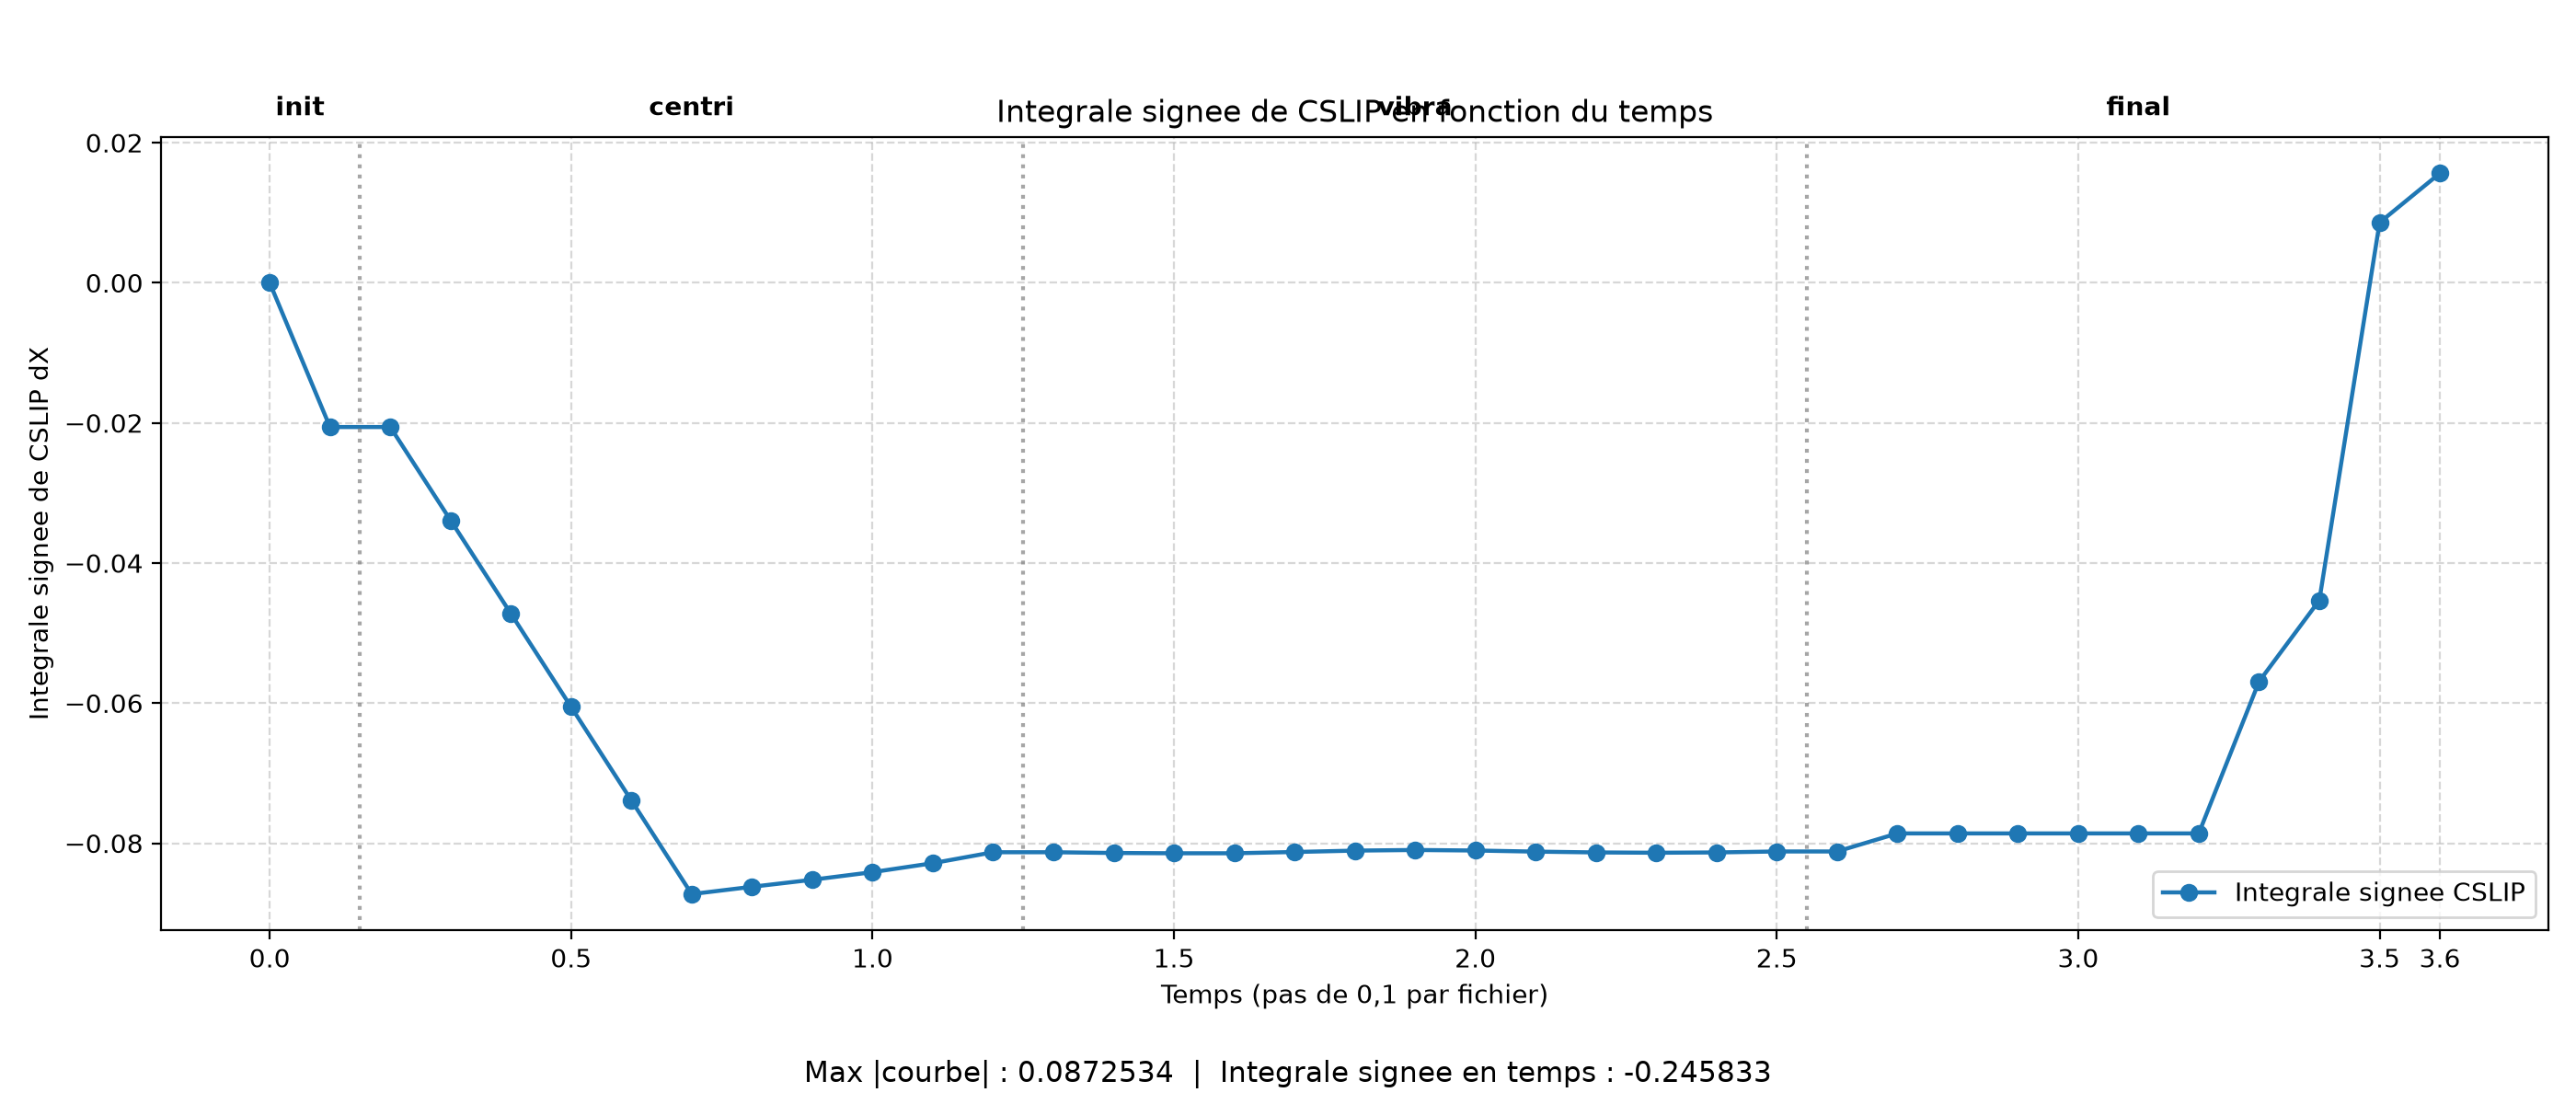 init centri vibra final
Integrale signee de CSLIP en fonction du temps
0.02
0.00
−0.02
−0.04
−0.06
−0.08
Integrale signee de CSLIP dX
Integrale signee CSLIP
0.0 0.5 1.0 1.5 2.0 2.5 3.0 3.5 3.6
Temps (pas de 0,1 par fichier)
Max |courbe| : 0.0872534 | Integrale signee en temps : -0.245833